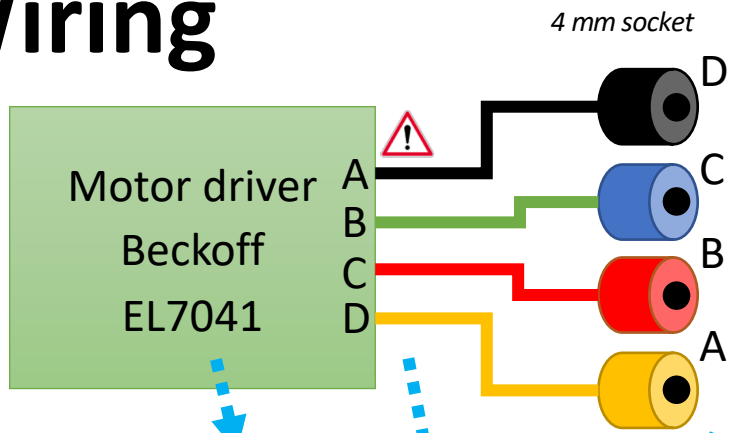 Wiring
4 mm socket
Motor driver
Beckoff
EL7041
A
B
C
D
D
C
B
A